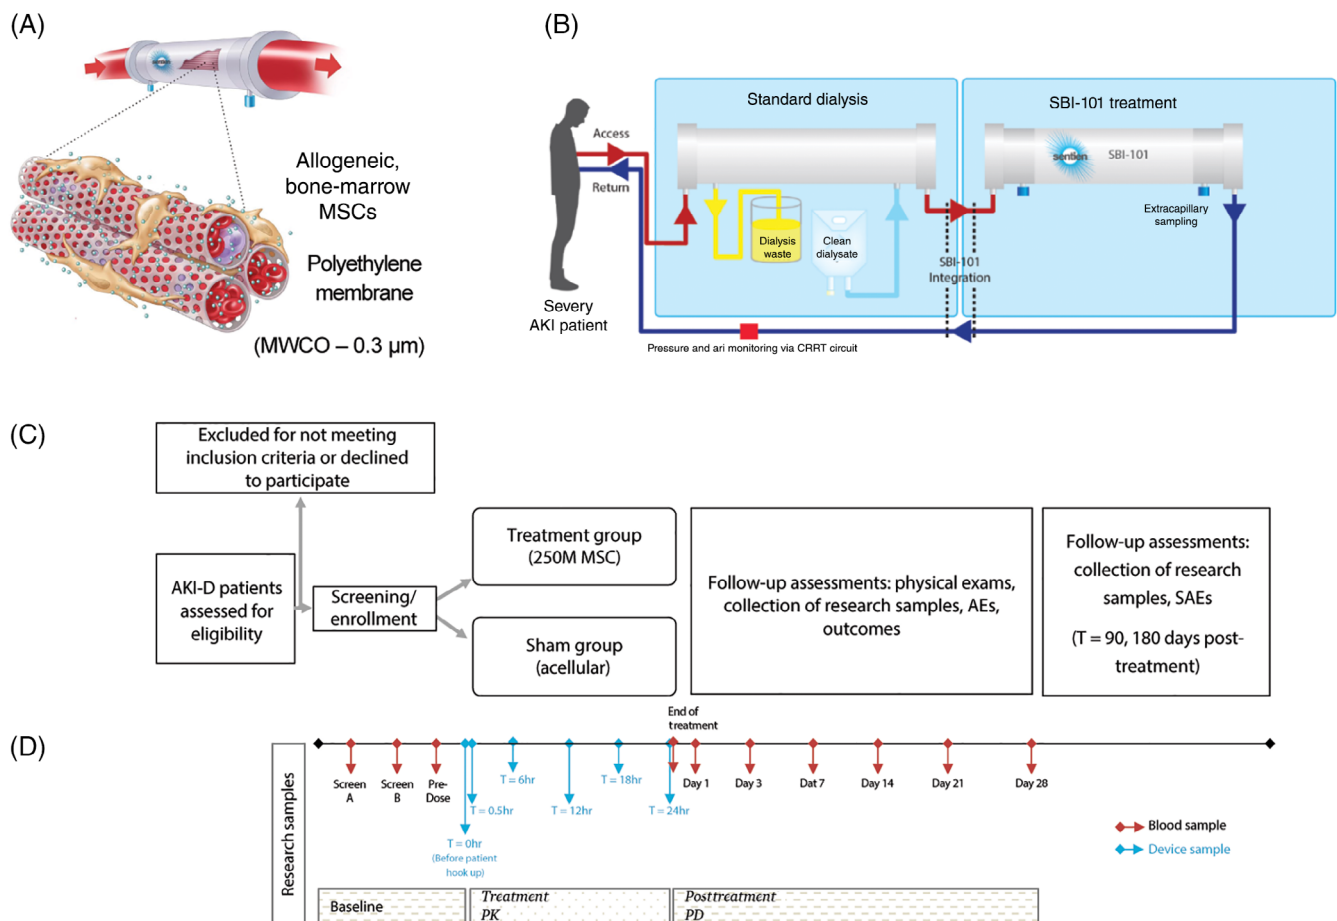 (A)
sentien
Allogeneic,
bone-marrow
MSCs
Polyethylene
membrane
(MWCO – 0.3 µm)
(B)
Standard dialysis
SBI-101 treatment
Access
Return
sentien
SBI-101
Dialysis
waste
Clean
dialysate
SBI-101
Integration
Extracapillary
sampling
Severy
AKI patient
Pressure and ari monitoring via CRRT circuit
(C)
Excluded for not meeting
inclusion criteria or declined
to participate
AKI-D patients
assessed for
eligibility
Screening/
enrollment
Treatment group
(250M MSC)
Sham group
(acellular)
Follow-up assessments: physical exams,
collection of research samples, AEs,
outcomes
Follow-up assessments:
collection of research
samples, SAEs
(T = 90, 180 days post-
treatment)
(D)
Research samples
End of
treatment
Screen
A
Screen
B
Pre-
Dose
T = 0hr
(Before patient
hook up)
T = 0.5hr
T = 6hr
T = 12hr
T = 18hr
T = 24hr
Day 1
Day 3
Dat 7
Day 14
Day 21
Day 28
Blood sample
Device sample
Baseline
Treatment
PK
Posttreatment
PD